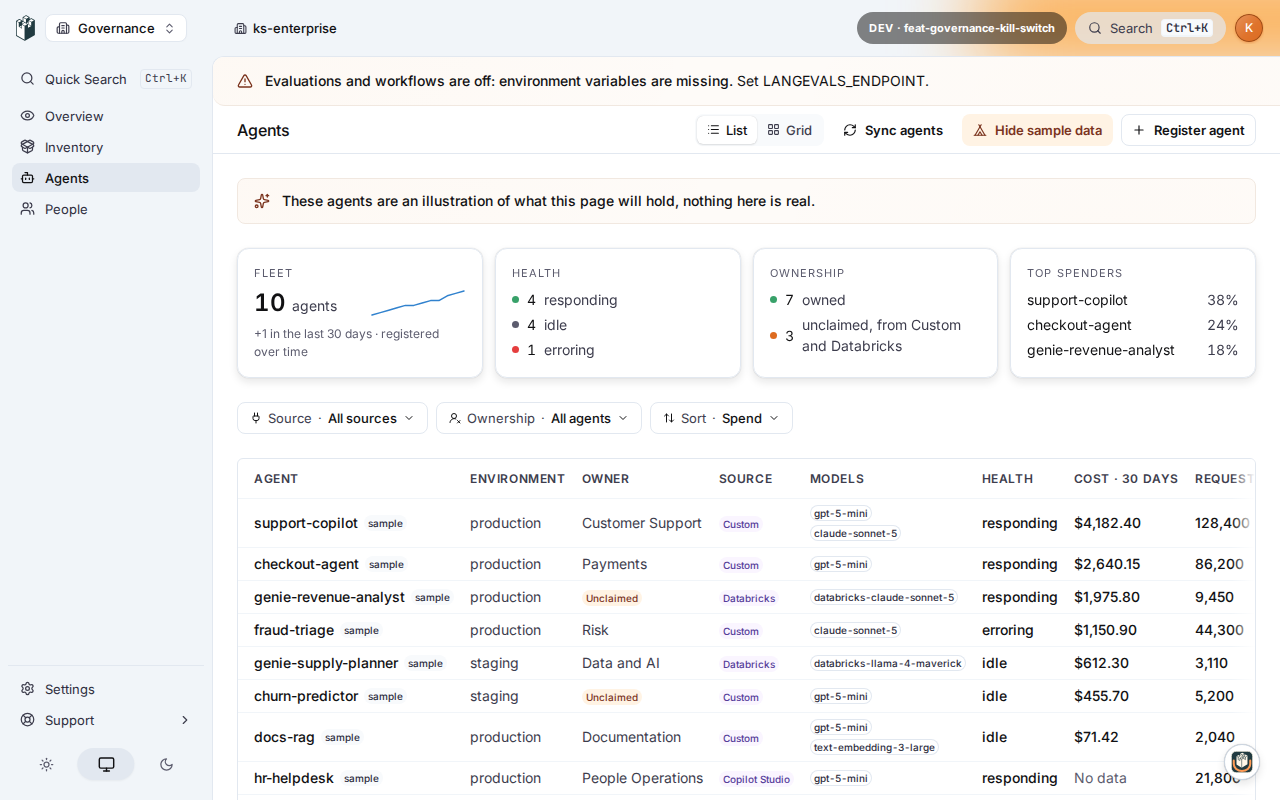 Governance
ks-enterprise
DEV · feat-governance-kill-switch
Search Ctrl+K
K
Quick Search Ctrl+K
Overview
Inventory
Agents
People
Settings
Support
Evaluations and workflows are off: environment variables are missing. Set LANGEVALS_ENDPOINT.
Agents
List
Grid
Sync agents
Hide sample data
Register agent
These agents are an illustration of what this page will hold, nothing here is real.
FLEET
10 agents
+1 in the last 30 days · registered
over time
HEALTH
4 responding
4 idle
1 erroring
OWNERSHIP
7 owned
3 unclaimed, from Custom
and Databricks
TOP SPENDERS
support-copilot 38%
checkout-agent 24%
genie-revenue-analyst 18%
Source · All sources
Ownership · All agents
Sort · Spend
AGENT ENVIRONMENT OWNER SOURCE MODELS HEALTH COST · 30 DAYS REQUEST
support-copilot sample production Customer Support Custom gpt-5-mini claude-sonnet-5 responding $4,182.40 128,400
checkout-agent sample production Payments Custom gpt-5-mini responding $2,640.15 86,200
genie-revenue-analyst sample production Unclaimed Databricks databricks-claude-sonnet-5 responding $1,975.80 9,450
fraud-triage sample production Risk Custom claude-sonnet-5 erroring $1,150.90 44,300
genie-supply-planner sample staging Data and AI Databricks databricks-llama-4-maverick idle $612.30 3,110
churn-predictor sample staging Unclaimed Custom gpt-5-mini idle $455.70 5,200
docs-rag sample production Documentation Custom gpt-5-mini text-embedding-3-large idle $71.42 2,040
hr-helpdesk sample production People Operations Copilot Studio gpt-5-mini responding No data 21,800